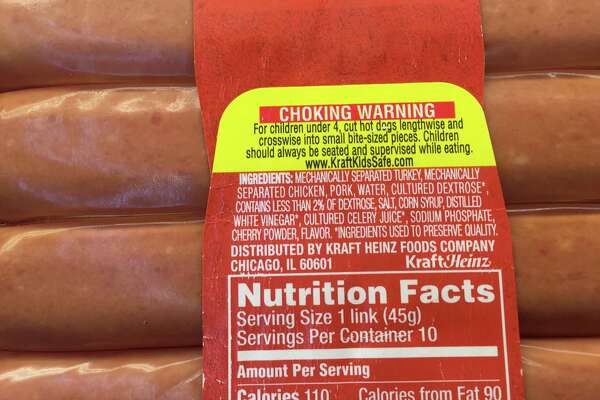 CHOKING WARNING
For children under 4, cut hot dogs lengthwise and
crosswise into small bite-sized pieces. Children
should always be seated and supervised while eating.
www.KraftKidsSafe.com
INGREDIENTS: MECHANICALLY SEPARATED TURKEY, MECHANICALLY
SEPARATED CHICKEN, PORK, WATER, CULTURED DEXTROSE*,
CONTAINS LESS THAN 2% OF DEXTROSE, SALT, CORN SYRUP, DISTILLED
WHITE VINEGAR*, CULTURED CELERY JUICE*, SODIUM PHOSPHATE,
CHERRY POWDER, FLAVOR. *INGREDIENTS USED TO PRESERVE QUALITY.
DISTRIBUTED BY KRAFT HEINZ FOODS COMPANY
CHICAGO, IL 60601 KraftHeinz
Nutrition Facts
Serving Size 1 link (45g)
Servings Per Container 10
Amount Per Serving
Calories 110 Calories from Fat 90